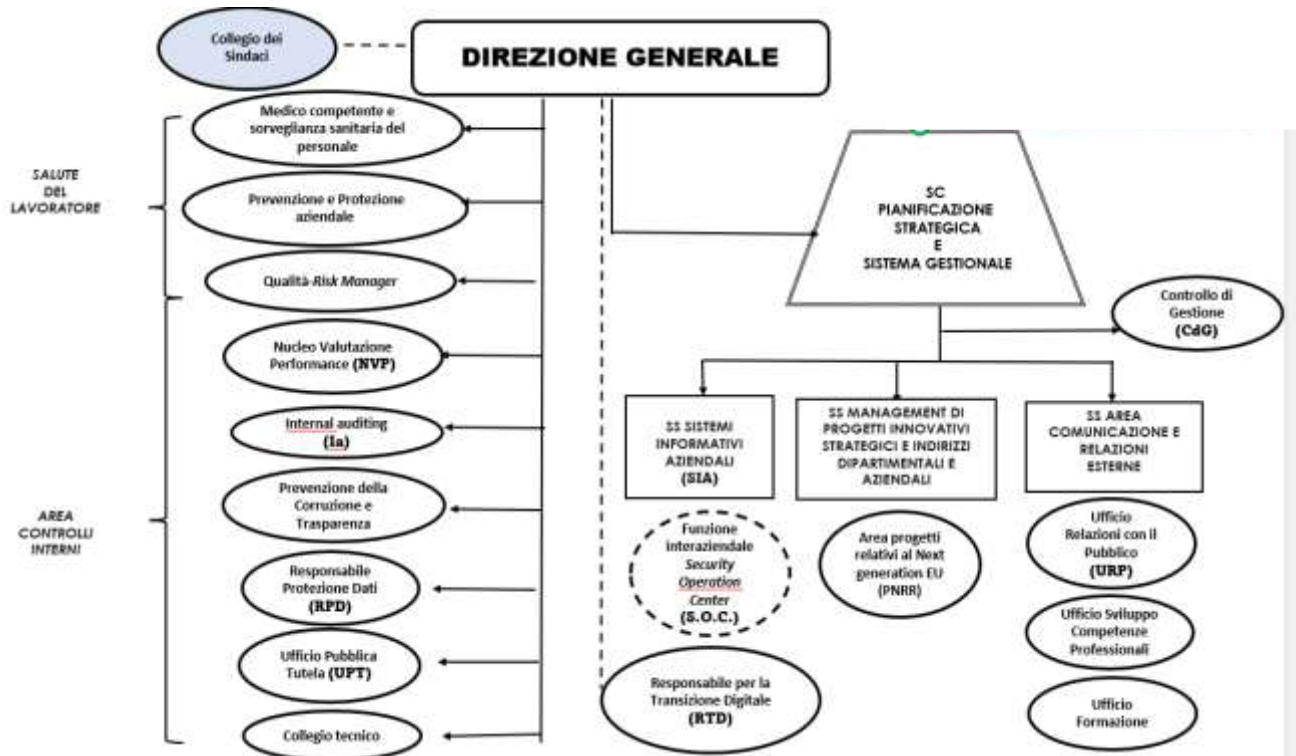 Collegio dei
Sindaci
DIREZIONE GENERALE
Medico competente e
sorveglianza sanitaria del
personale
SALUTE
DEL
LAVORATORE
Prevenzione e Protezione
aziendale
Qualità-Risk Manager
Nucleo Valutazione
Performance (NVP)
Internal auditing
(Ia)
AREA
CONTROLLI
INTERNI
Prevenzione della
Corruzione e
Trasparenza
Responsabile
Protezione Dati
(RPD)
Ufficio Pubblica
Tutela (UPT)
Collegio tecnico
SC
PIANIFICAZIONE
STRATEGICA
E
SISTEMA GESTIONALE
Controllo di
Gestione
(CdG)
SS SISTEMI
INFORMATIVI
AZIENDALI
(SIA)
Funzione
interaziendale
Security
Operation
Center
(S.O.C.)
Responsabile per la
Transizione Digitale
(RTD)
SS MANAGEMENT DI
PROGETTI INNOVATIVI
STRATEGICI E INDIRIZZI
DIPARTIMENTALI E
AZIENDALI
Area progetti
relativi al Next
generation EU
(PNRR)
SS AREA
COMUNICAZIONE E
RELAZIONI
ESTERNE
Ufficio
Relazioni con il
Pubblico
(URP)
Ufficio Sviluppo
Competenze
Professionali
Ufficio
Formazione